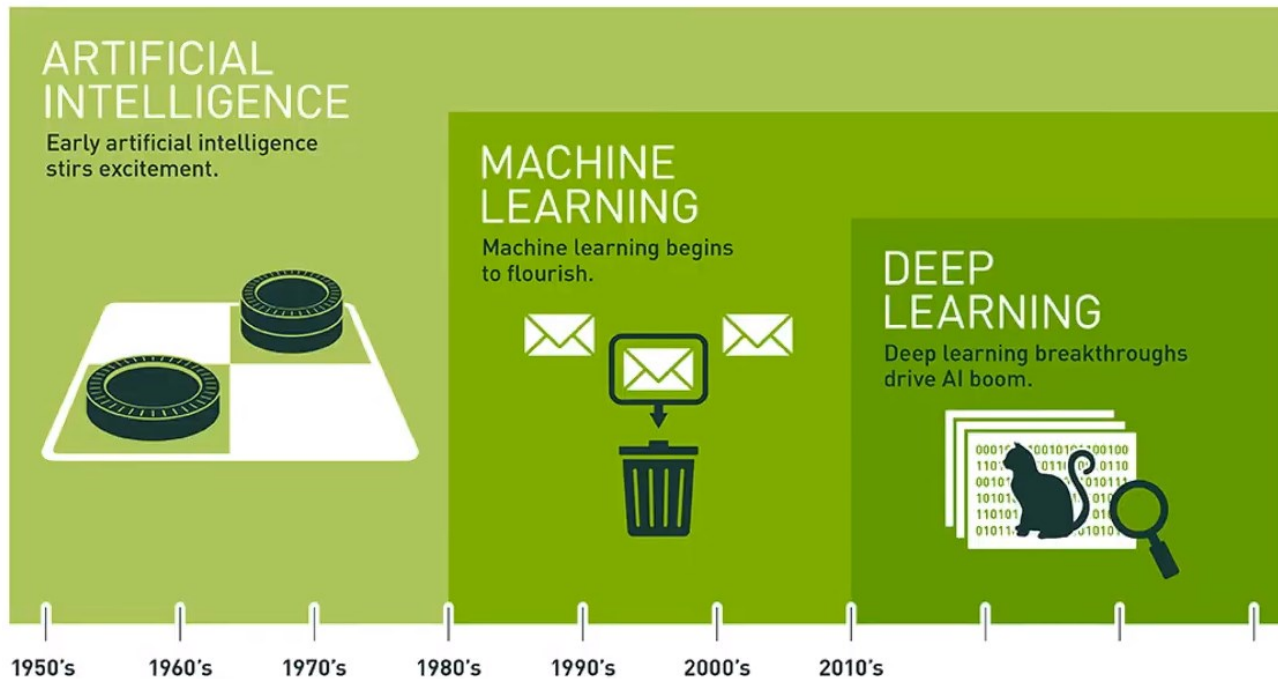 ARTIFICIAL
INTELLIGENCE
Early artificial intelligence
stirs excitement.
MACHINE
LEARNING
Machine learning begins
to flourish.
DEEP
LEARNING
Deep learning breakthroughs
drive AI boom.
1950's 1960's 1970's 1980's 1990's 2000's 2010's